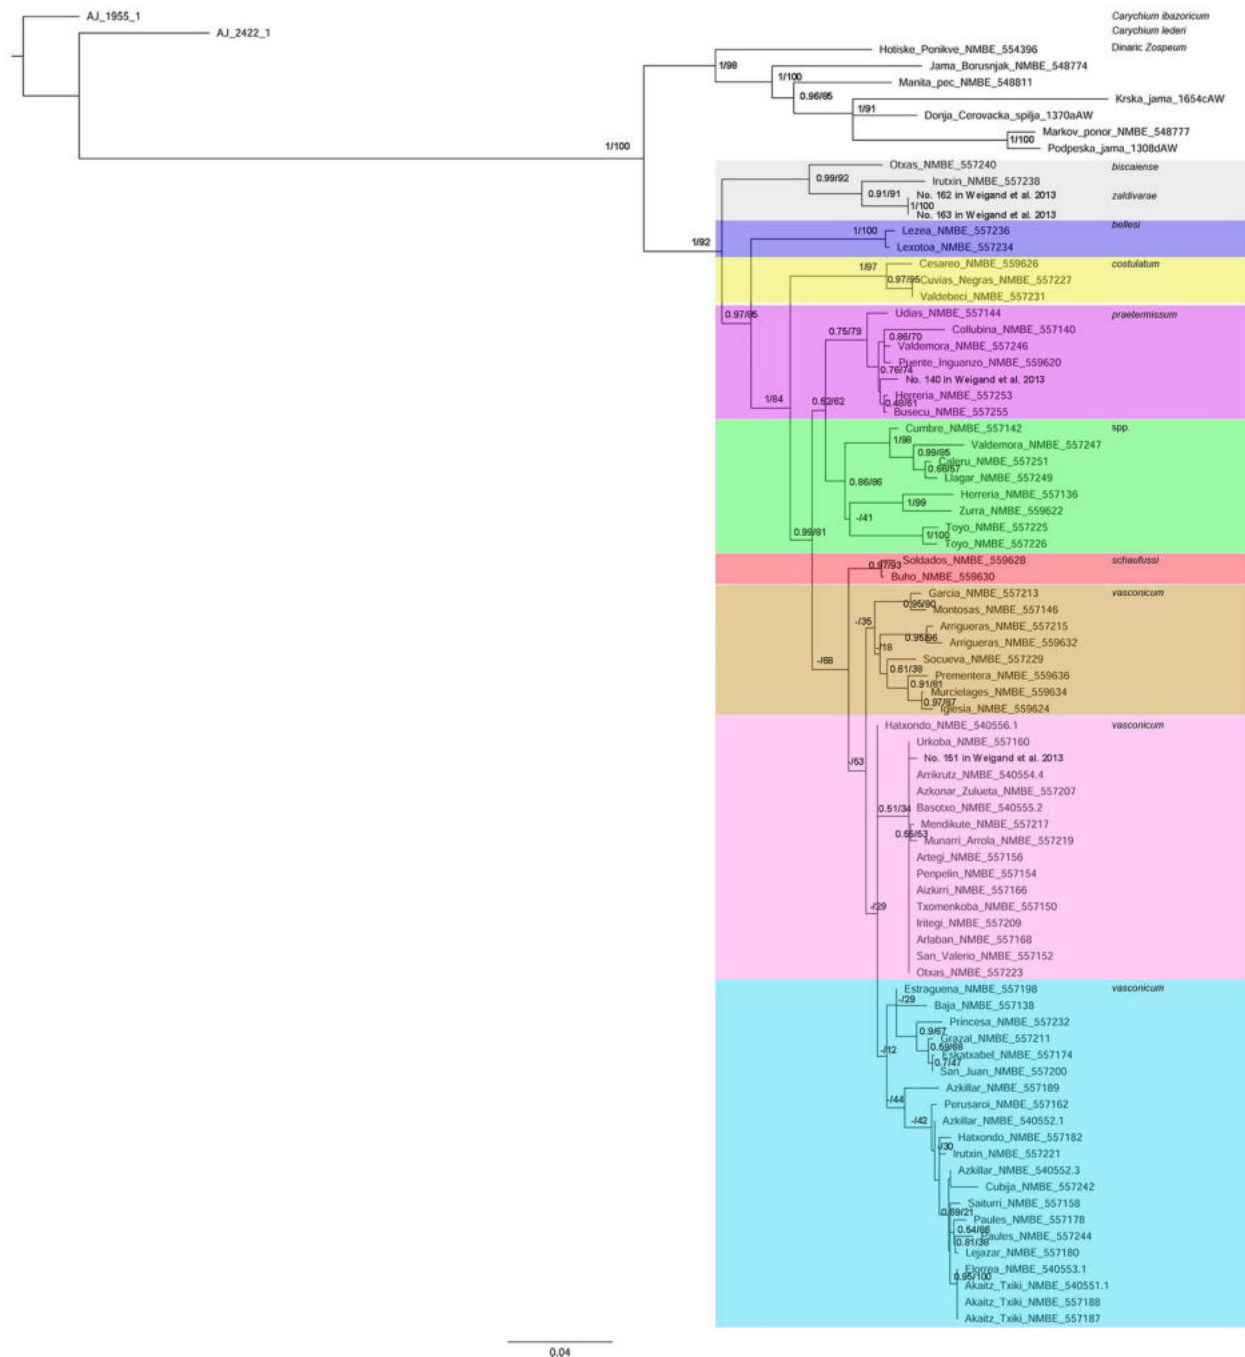 AJ_1955_1 Carychium ibazoricum
AJ_2422_1 Carychium lederi
Hotiske_Ponikve_NMBE_554396 Dinaric Zospeum
1/98 Jama_Borusnjak_NMBE_548774
1/100 Manita_pec_NMBE_548811
0.96/85 Krska_jama_1654cAW
1/91 Donja_Cerovacka_spilja_1370aAW
Markov_ponor_NMBE_548777
1/100
1/100 Podpeska_jama_1308dAW
Otxas_NMBE_557240 biscaiense
0.99/92 Irutxin_NMBE_557238
0.91/91 No. 162 in Weigand et al. 2013 zaldivarae
1/100
No. 163 in Weigand et al. 2013
bellesi
1/100 Lezea_NMBE_557236
1/92 Lexotoa_NMBE_557234
1/97 Cesareo_NMBE_559626 costulatum
0.97/95 Cuvias_Negras_NMBE_557227
Valdebeci_NMBE_557231
0.97/85 Udias_NMBE_557144 praetermissum
0.75/79 Collubina_NMBE_557140
0.86/70
Valdemora_NMBE_557246
Puente_Inguanzo_NMBE_559620
0.76/74
No. 140 in Weigand et al. 2013
Herreria_NMBE_557253
1/84 0.52/62 0.48/61
Busecu_NMBE_557255
Cumbre_NMBE_557142 spp.
1/98 Valdemora_NMBE_557247
0.99/85
Caleru_NMBE_557251
0.66/57
Llagar_NMBE_557249
0.86/86
Herreria_NMBE_557136
1/99
Zurra_NMBE_559622
-/41
Toyo_NMBE_557225
0.99/81 1/100
Toyo_NMBE_557226
Soldados_NMBE_559628 schaufussi
0.97/93
Buho_NMBE_559630
Garcia_NMBE_557213 vasconicum
0.95/90
Montosas_NMBE_557146
-/35 Arrigueras_NMBE_557215
0.95/96
Arrigueras_NMBE_559632
-/18
-/68 Socueva_NMBE_557229
0.61/38
Prementera_NMBE_559636
0.91/81
Murcielages_NMBE_559634
0.97/87
Iglesia_NMBE_559624
Hatxondo_NMBE_540556.1 vasconicum
Urkoba_NMBE_557160
-/53 No. 151 in Weigand et al. 2013
Arrikrutz_NMBE_540554.4
Azkonar_Zulueta_NMBE_557207
0.51/34 Basotxo_NMBE_540555.2
Mendikute_NMBE_557217
0.55/53
Munarri_Arrola_NMBE_557219
Artegi_NMBE_557156
Penpelin_NMBE_557154
Aizkirri_NMBE_557166
-/29 Txomenkoba_NMBE_557150
Iritegi_NMBE_557209
Arlaban_NMBE_557168
San_Valerio_NMBE_557152
Otxas_NMBE_557223
Estraguena_NMBE_557198 vasconicum
-/29
Baja_NMBE_557138
Princesa_NMBE_557232
0.9/67
Grazal_NMBE_557211
0.59/68
-/12 Eskatxabel_NMBE_557174
0.7/47
San_Juan_NMBE_557200
Azkillar_NMBE_557189
-/44 Perusaroi_NMBE_557162
-/42 Azkillar_NMBE_540552.1
Hatxondo_NMBE_557182
-/30
Irutxin_NMBE_557221
Azkillar_NMBE_540552.3
Cubija_NMBE_557242
Saiturri_NMBE_557158
0.69/21
Paules_NMBE_557178
0.54/86
Paules_NMBE_557244
0.81/38
Lejazar_NMBE_557180
Elorrea_NMBE_540553.1
0.95/100
Akaitz_Txiki_NMBE_540551.1
Akaitz_Txiki_NMBE_557188
Akaitz_Txiki_NMBE_557187
0.04